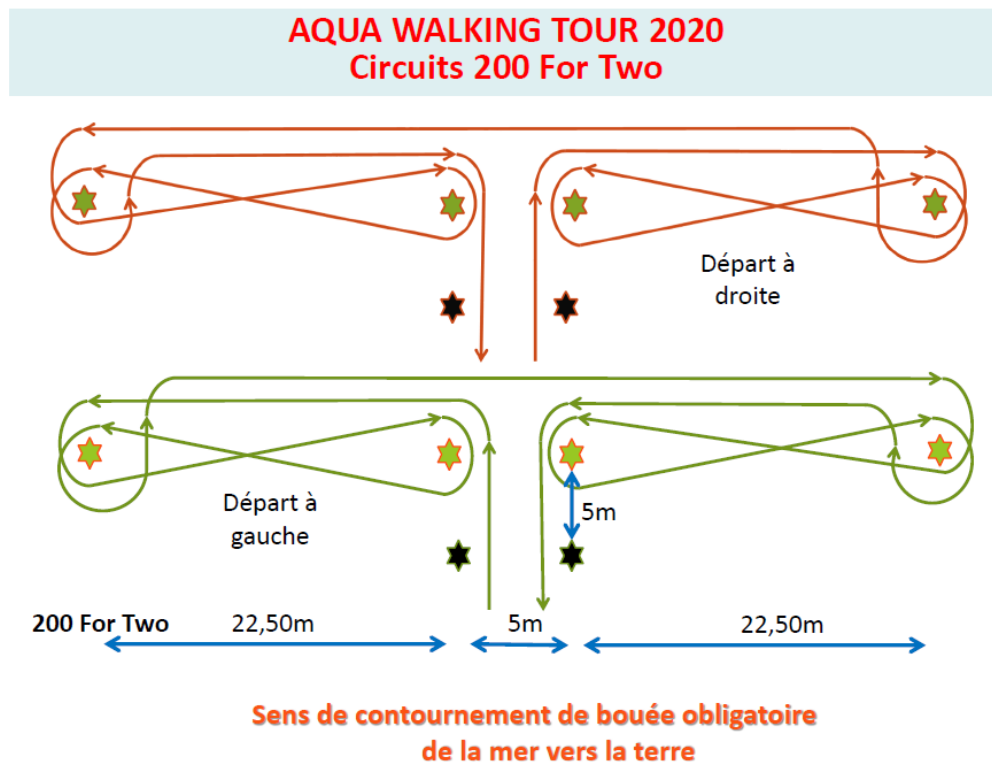 AQUA WALKING TOUR 2020
Circuits 200 For Two
Départ à
droite
Départ à
gauche
5m
200 For Two
22,50m
5m
22,50m
Sens de contournement de bouée obligatoire
de la mer vers la terre